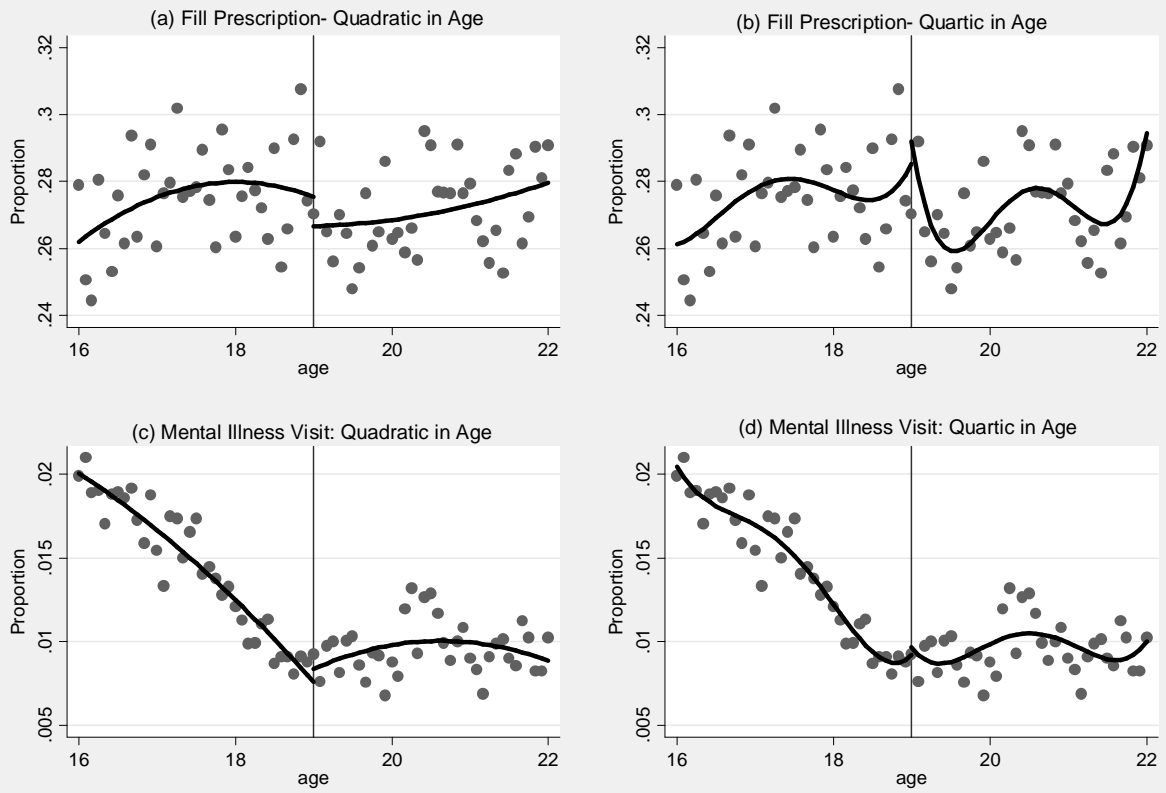 (a) Fill Prescription- Quadratic in Age
.32
.3
.28
.26
.24
Proportion
16 18 20 22
age
(b) Fill Prescription- Quartic in Age
.32
.3
.28
.26
.24
Proportion
16 18 20 22
age
(c) Mental Illness Visit: Quadratic in Age
.02
.015
.01
.005
Proportion
16 18 20 22
age
(d) Mental Illness Visit: Quartic in Age
.02
.015
.01
.005
Proportion
16 18 20 22
age